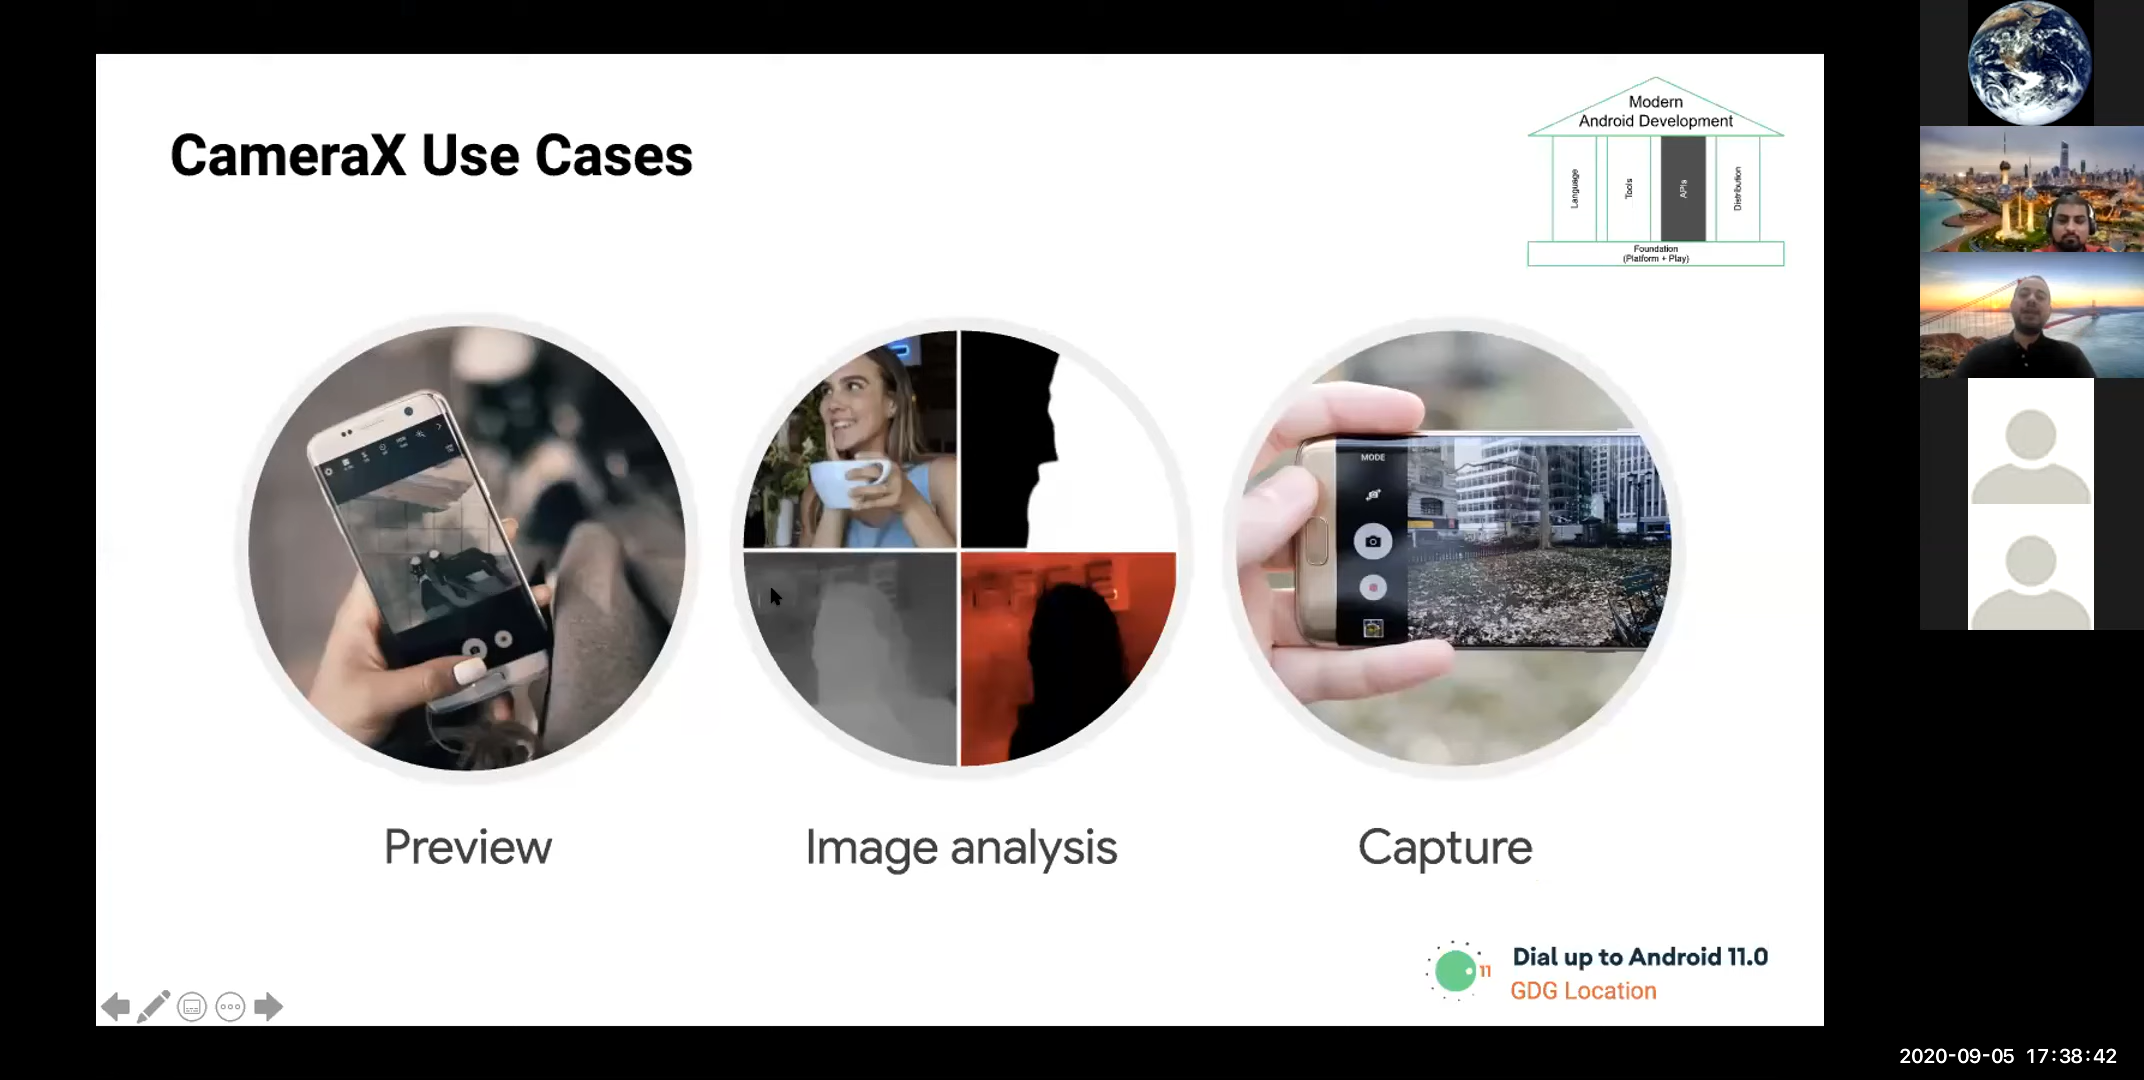 CameraX Use Cases
Modern
Android Development
Language
Tools
APIs
Distribution
Foundation
(Platform + Play)
MODE
Preview
Image analysis
Capture
11
Dial up to Android 11.0
GDG Location
2020-09-05 17:38:42